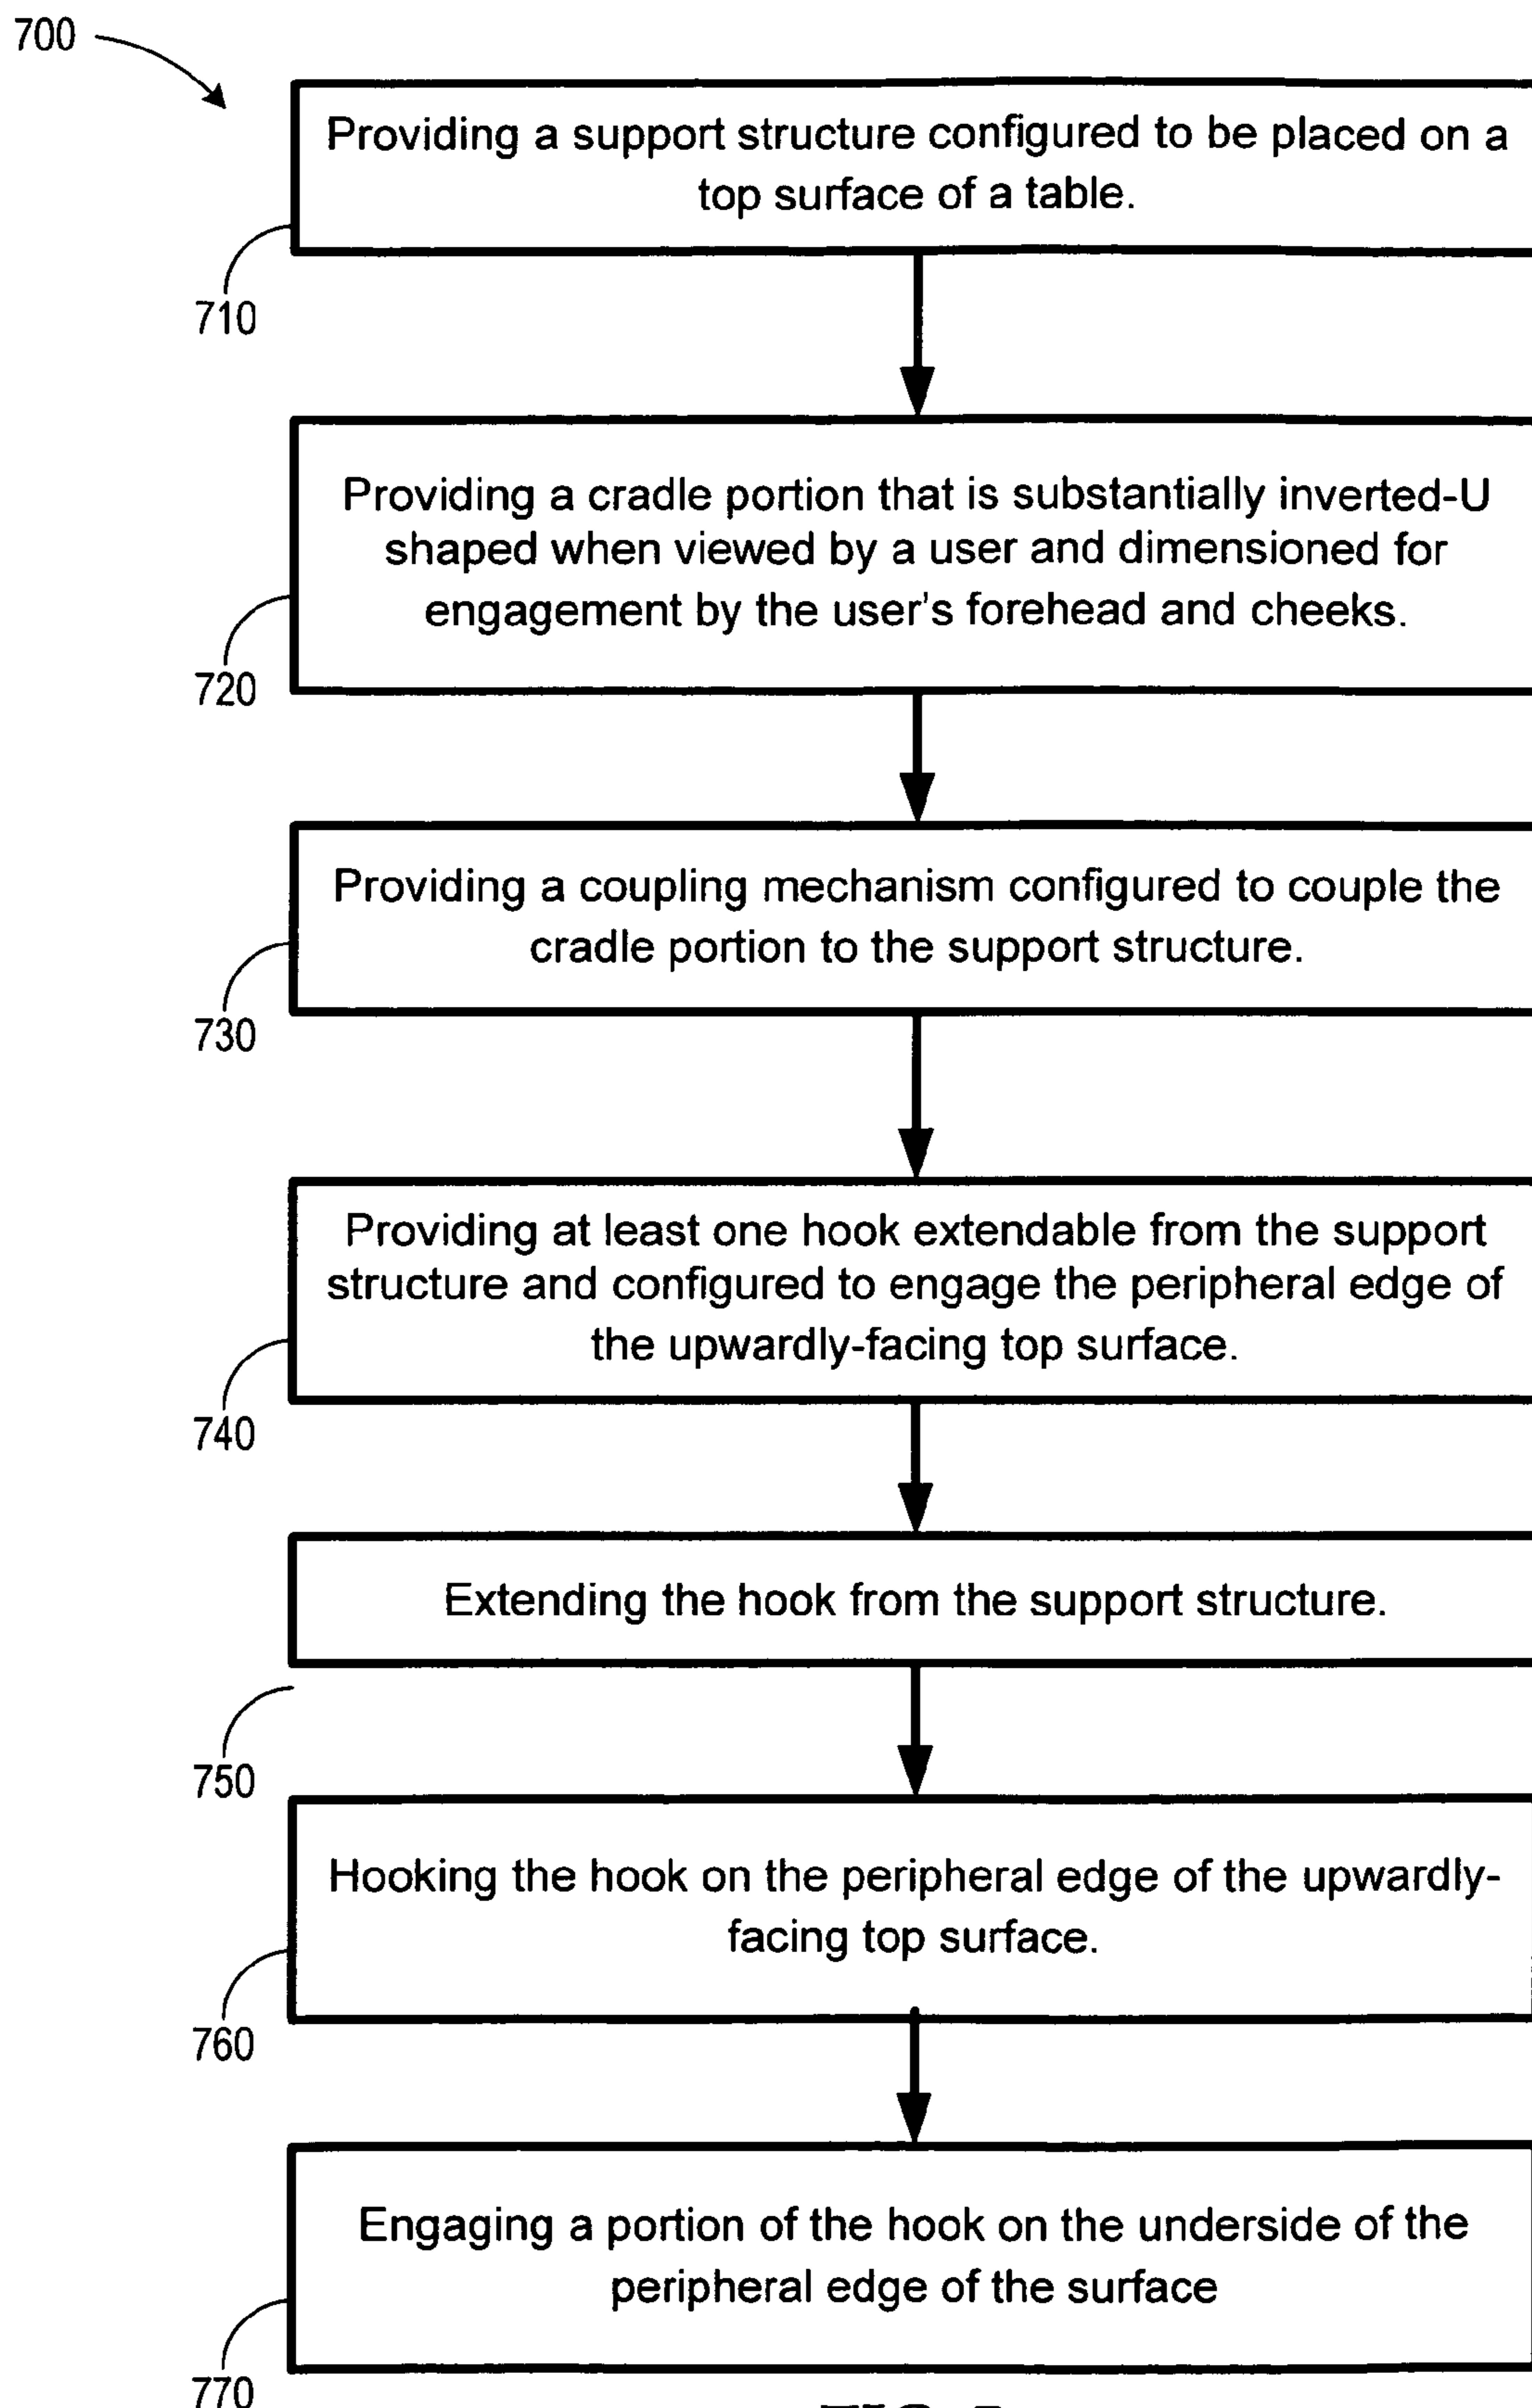 700
Providing a support structure configured to be placed on a
top surface of a table.
710
Providing a cradle portion that is substantially inverted-U
shaped when viewed by a user and dimensioned for
engagement by the user's forehead and cheeks.
720
Providing a coupling mechanism configured to couple the
cradle portion to the support structure.
730
Providing at least one hook extendable from the support
structure and configured to engage the peripheral edge of
the upwardly-facing top surface.
740
Extending the hook from the support structure.
750
Hooking the hook on the peripheral edge of the upwardly-
facing top surface.
760
Engaging a portion of the hook on the underside of the
peripheral edge of the surface
770